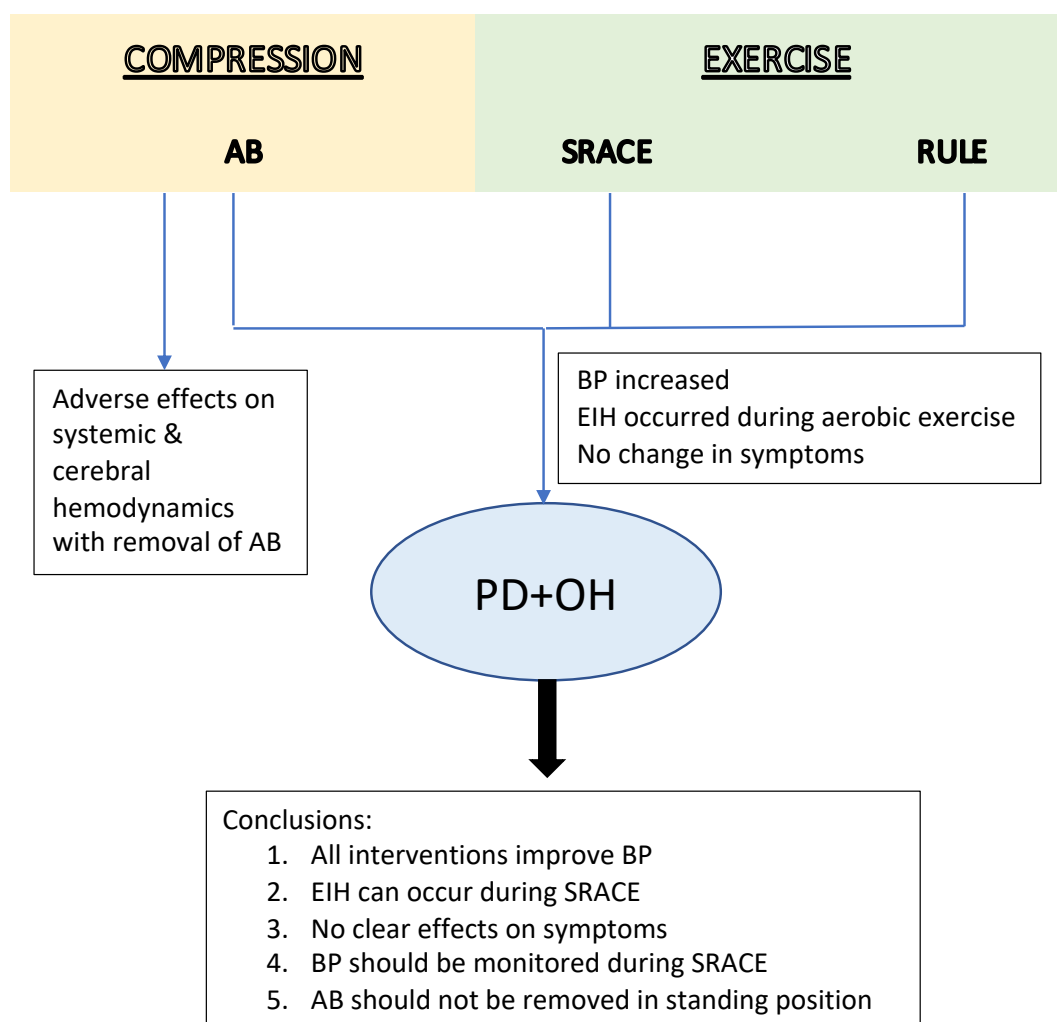 COMPRESSION
EXERCISE
AB
SRACE
RULE
Adverse effects on
systemic &
cerebral
hemodynamics
with removal of AB
BP increased
EIH occurred during aerobic exercise
No change in symptoms
PD+OH
Conclusions:
1. All interventions improve BP
2. EIH can occur during SRACE
3. No clear effects on symptoms
4. BP should be monitored during SRACE
5. AB should not be removed in standing position